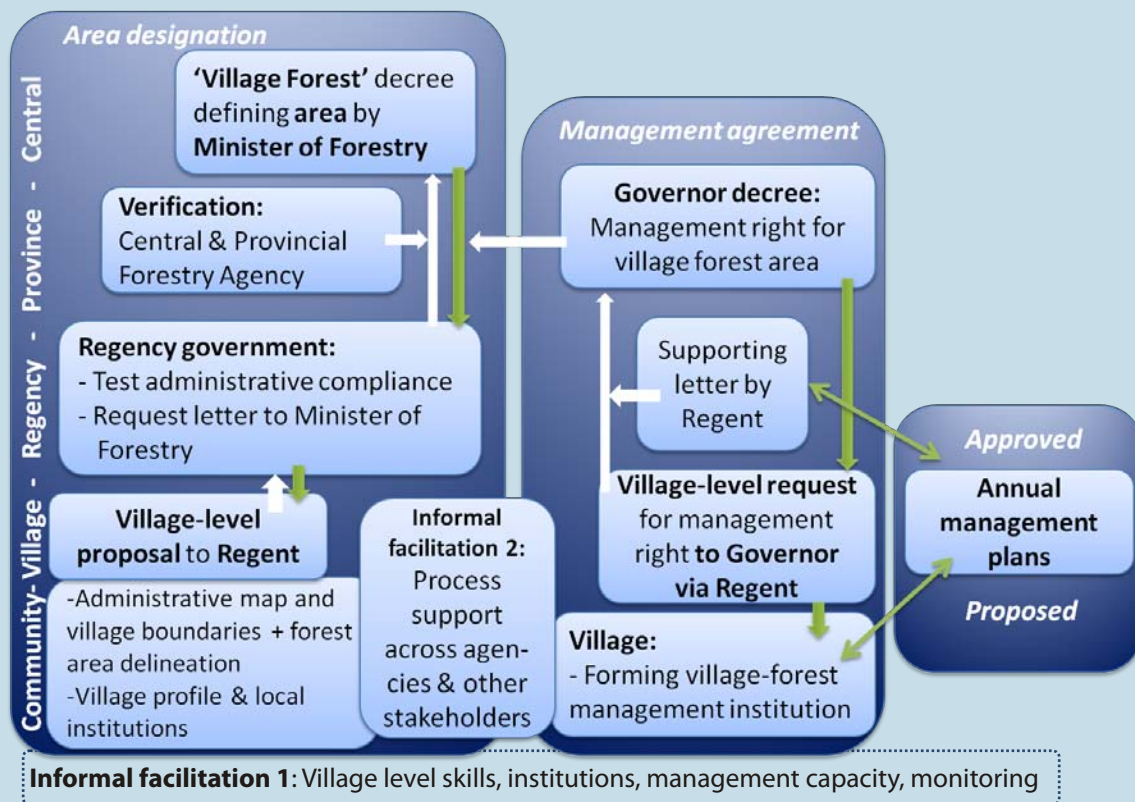 Area designation
Community- Village - Regency - Province - Central
'Village Forest' decree
defining area by
Minister of Forestry
Verification:
Central & Provincial
Forestry Agency
Regency government:
- Test administrative compliance
- Request letter to Minister of
Forestry
Village-level
proposal to Regent
-Administrative map and
village boundaries + forest
area delineation
-Village profile & local
institutions
Informal
facilitation 2:
Process
support
across agen-
cies & other
stakeholders
Management agreement
Governor decree:
Management right for
village forest area
Supporting
letter by
Regent
Village-level request
for management
right to Governor
via Regent
Village:
- Forming village-forest
management institution
Approved
Annual
management
plans
Proposed
Informal facilitation 1: Village level skills, institutions, management capacity, monitoring